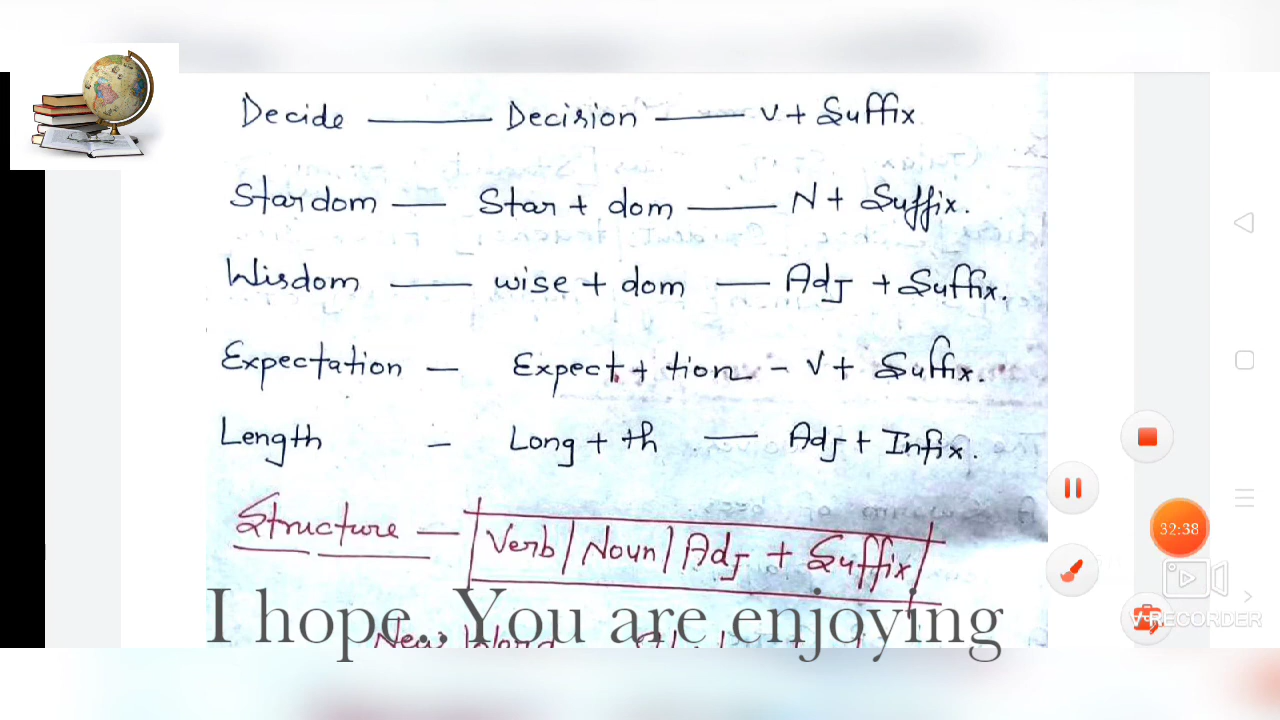 Decide — Decision — V + Suffix
Stardom — Star + dom — N + Suffix.
Wisdom — wise + dom — Adj + Suffix.
Expectation - Expect + tion - V + Suffix.
Length - Long + th — Adj + Infix.
Structure — Verb / Noun / Adj + Suffix
I hope.. You are enjoying
32:38
V RECORDER